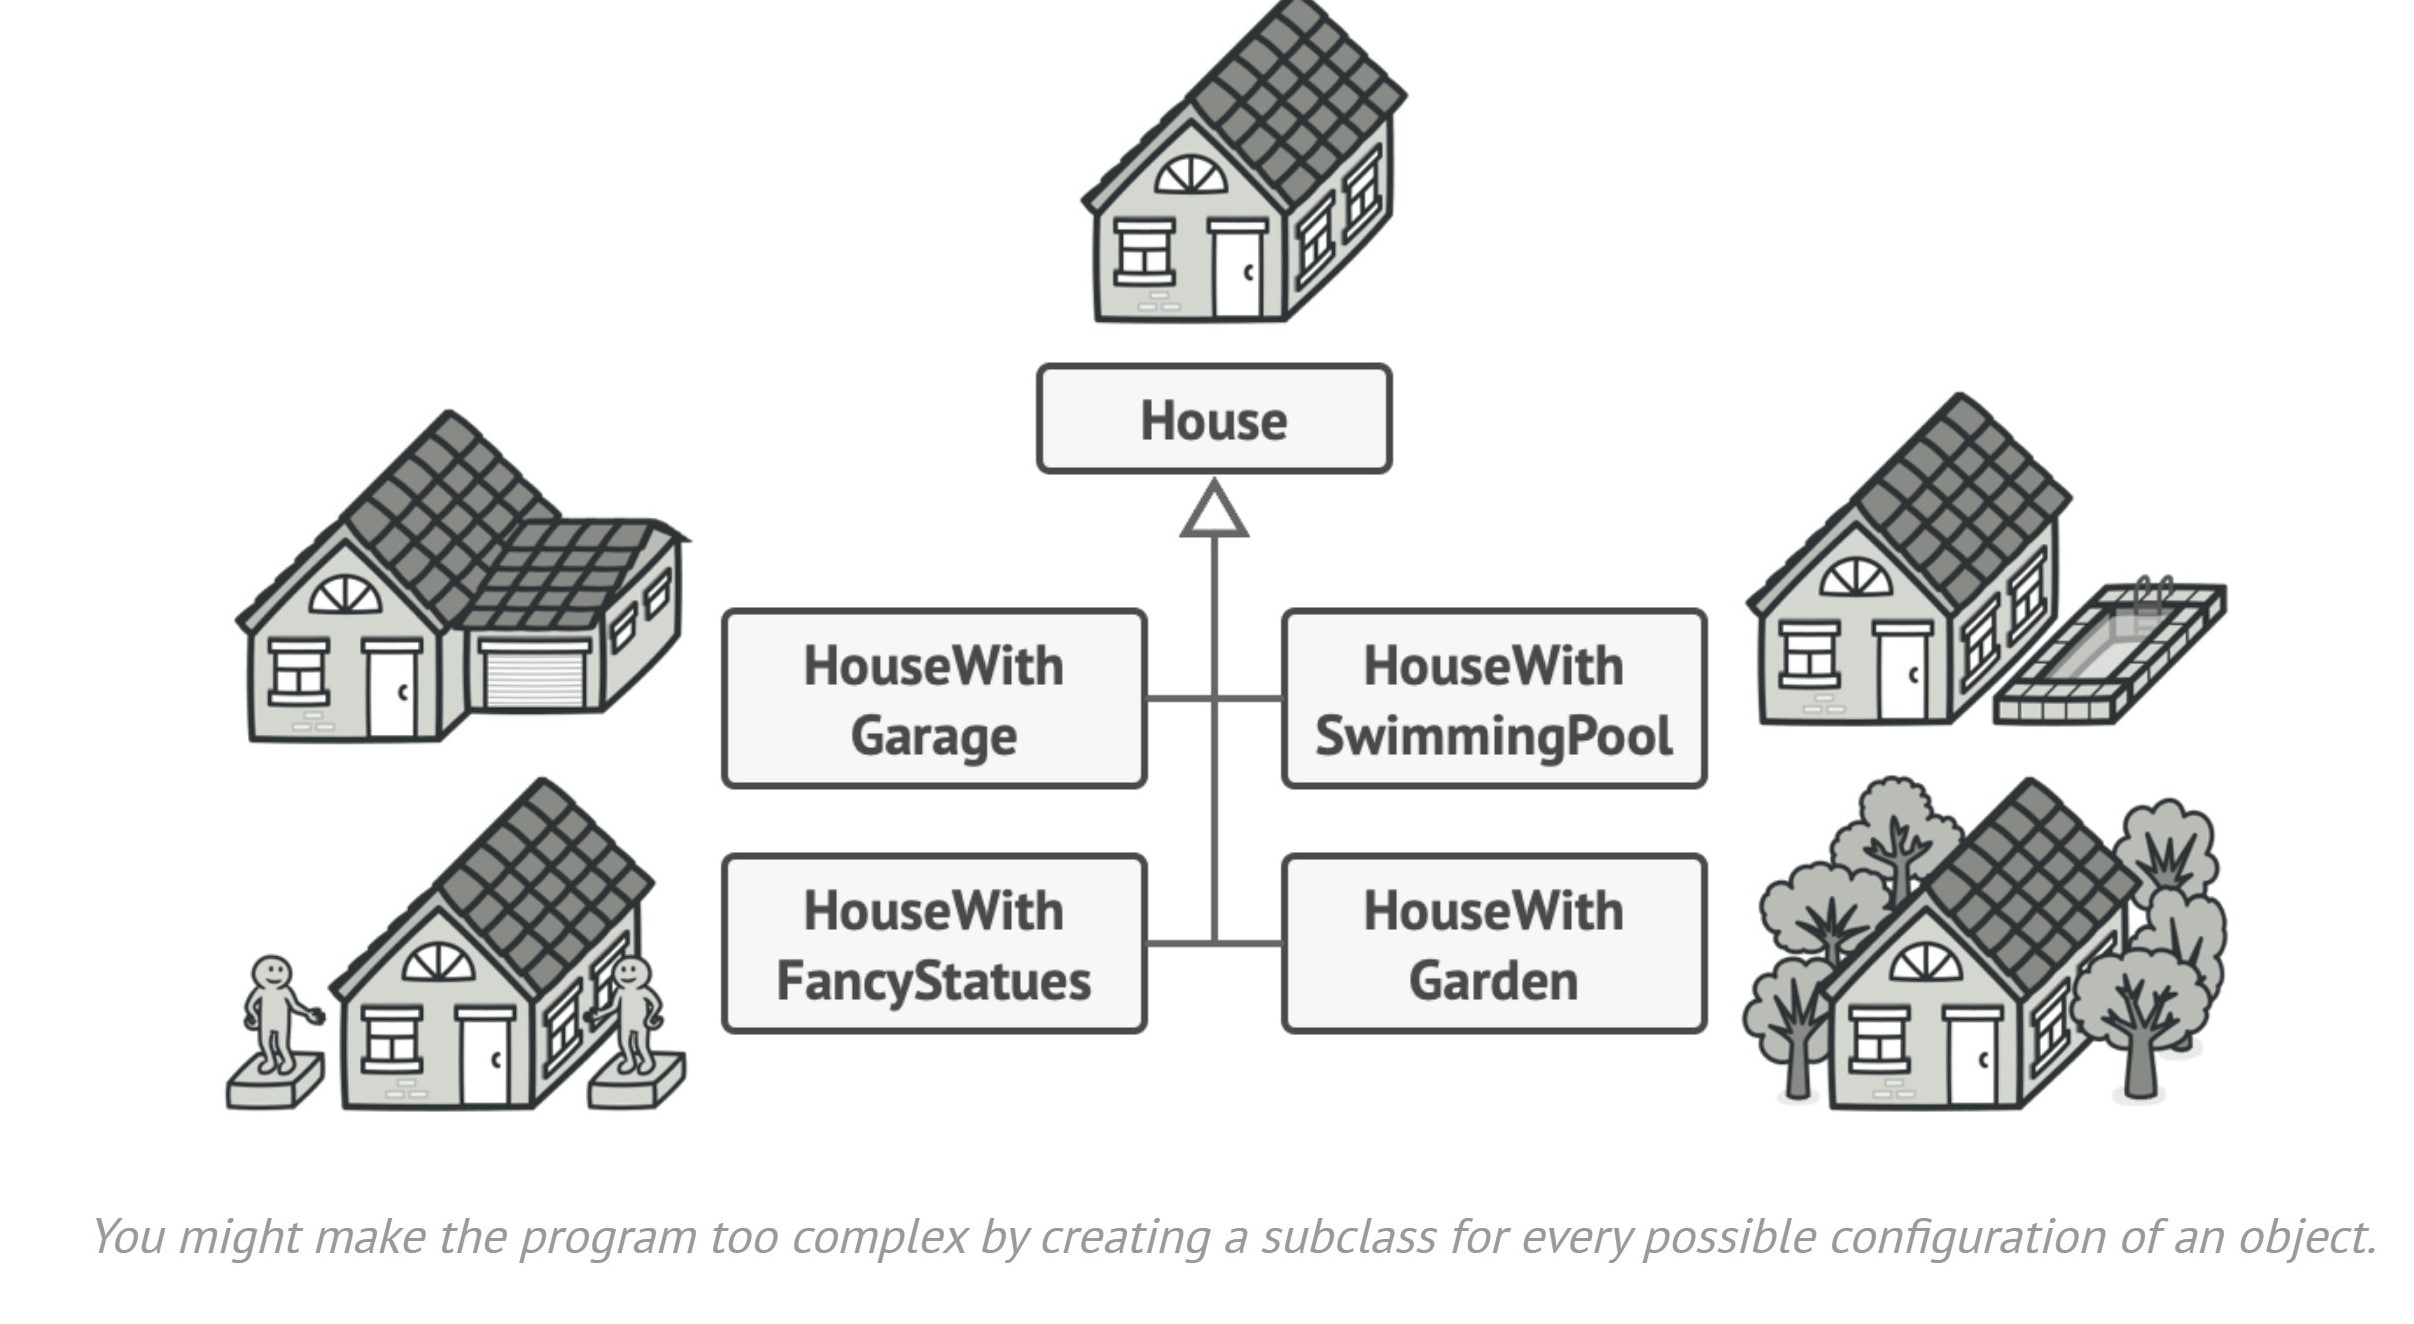 House
HouseWith
Garage
HouseWith
SwimmingPool
HouseWith
FancyStatues
HouseWith
Garden
You might make the program too complex by creating a subclass for every possible configuration of an object.